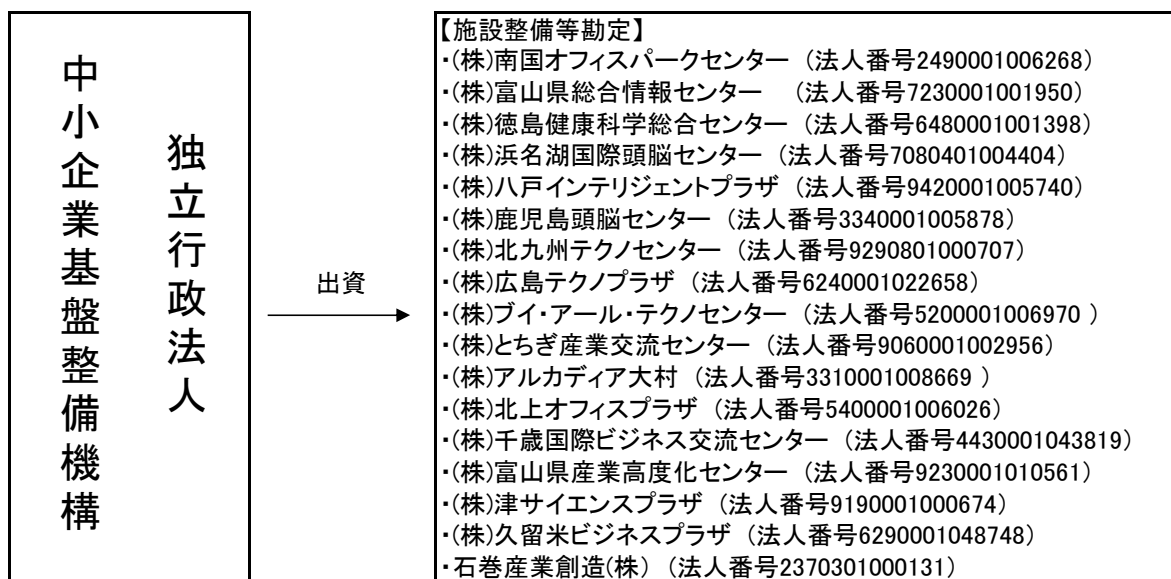 独立行政法人
中小企業基盤整備機構
出資
【施設整備等勘定】
・(株)南国オフィスパークセンター （法人番号2490001006268）
・(株)富山県総合情報センター　（法人番号7230001001950）
・(株)徳島健康科学総合センター （法人番号6480001001398）
・(株)浜名湖国際頭脳センター （法人番号7080401004404）
・(株)八戸インテリジェントプラザ （法人番号9420001005740）
・(株)鹿児島頭脳センター （法人番号3340001005878）
・(株)北九州テクノセンター （法人番号9290801000707）
・(株)広島テクノプラザ （法人番号6240001022658）
・(株)ブイ・アール・テクノセンター （法人番号5200001006970 ）
・(株)とちぎ産業交流センター （法人番号9060001002956）
・(株)アルカディア大村 （法人番号3310001008669 ）
・(株)北上オフィスプラザ （法人番号5400001006026）
・(株)千歳国際ビジネス交流センター （法人番号4430001043819）
・(株)富山県産業高度化センター （法人番号9230001010561）
・(株)津サイエンスプラザ （法人番号9190001000674）
・(株)久留米ビジネスプラザ （法人番号6290001048748）
・石巻産業創造(株) （法人番号2370301000131）